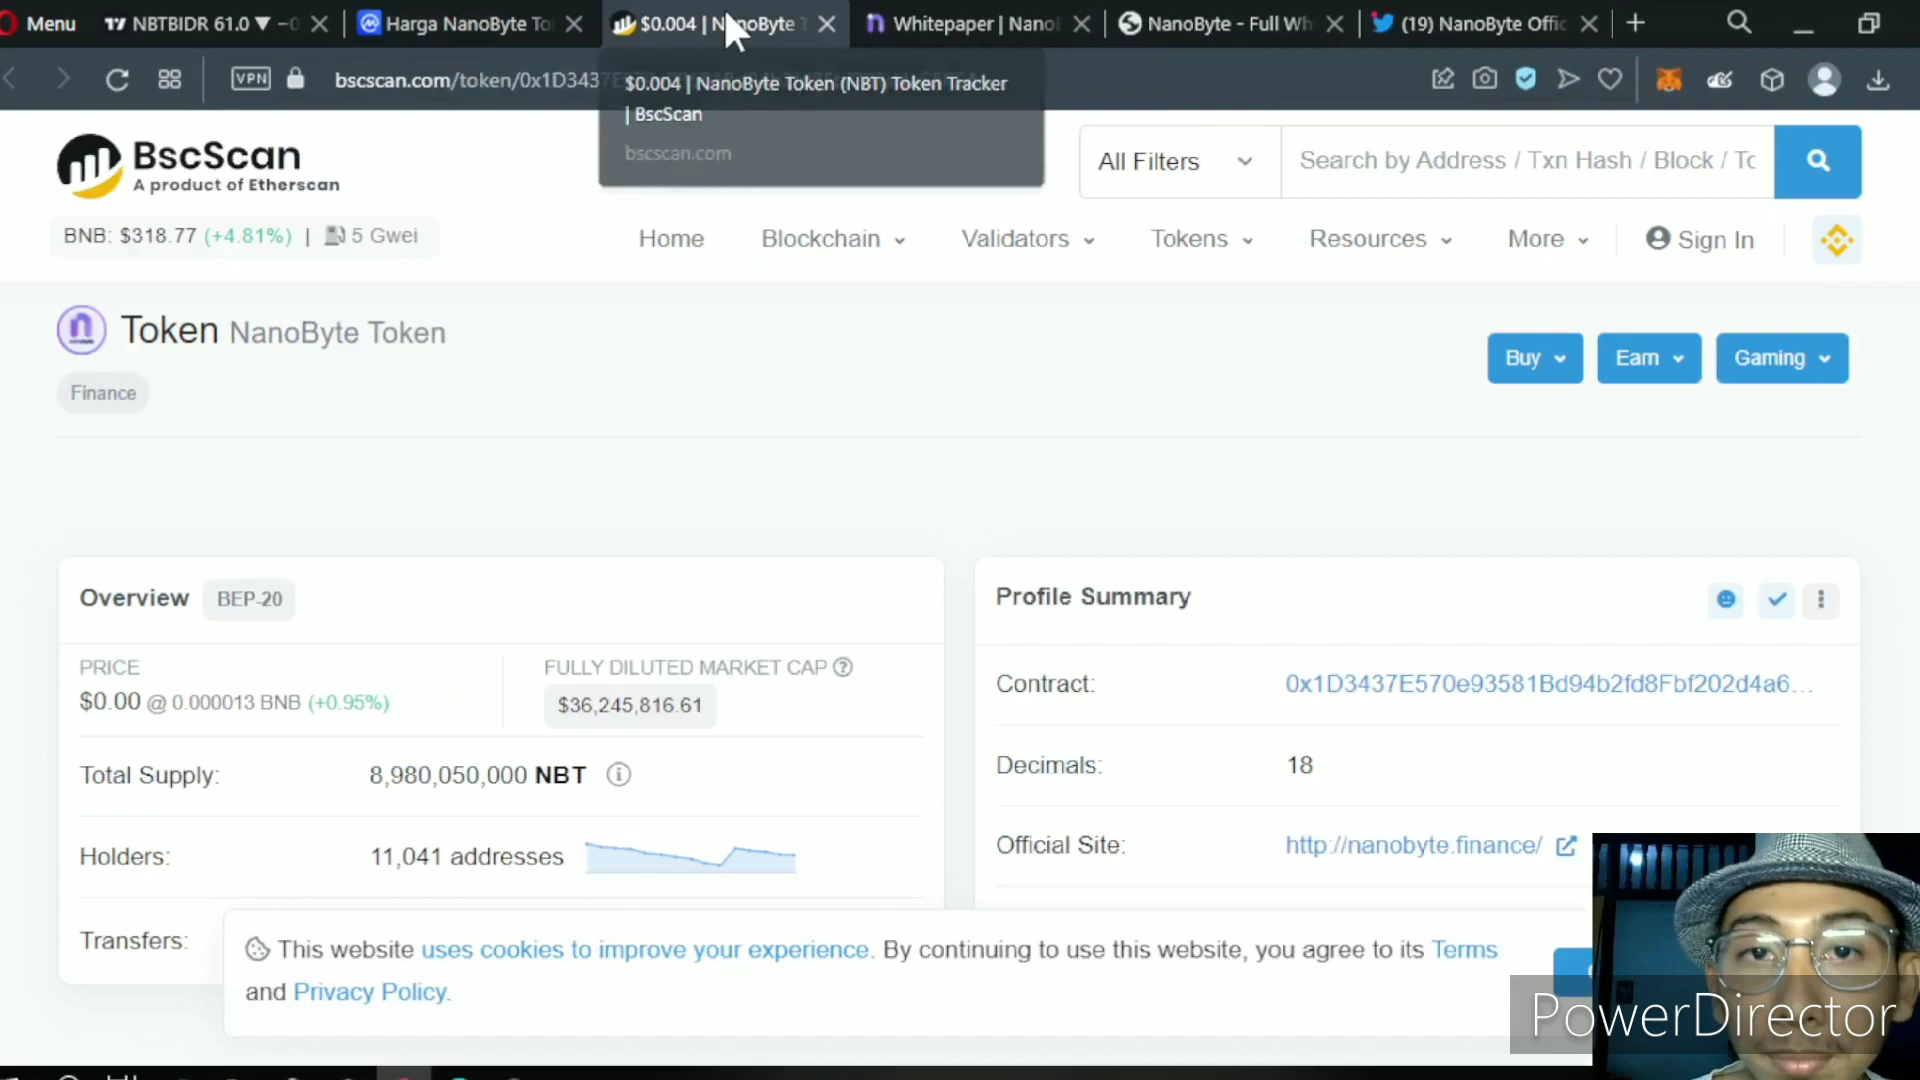 Menu NBTBIDR 61.0 ▼ −0 Harga NanoByte To $0.004 | NanoByte T Whitepaper | NanoB NanoByte - Full Wh (19) NanoByte Offic
VPN bscscan.com/token/0x1D3437E
$0.004 | NanoByte Token (NBT) Token Tracker
| BscScan
bscscan.com
BscScan
A product of Etherscan
All Filters Search by Address / Txn Hash / Block / To
BNB: $318.77 (+4.81%) | 5 Gwei
Home Blockchain Validators Tokens Resources More Sign In
Token NanoByte Token
Finance
Buy Earn Gaming
Overview BEP-20
PRICE
$0.00 @ 0.000013 BNB (+0.95%)
FULLY DILUTED MARKET CAP
$36,245,816.61
Total Supply: 8,980,050,000 NBT
Holders: 11,041 addresses
Transfers:
Profile Summary
Contract: 0x1D3437E570e93581Bd94b2fd8Fbf202d4a6...
Decimals: 18
Official Site: http://nanobyte.finance/
This website uses cookies to improve your experience. By continuing to use this website, you agree to its Terms
and Privacy Policy.
PowerDirector